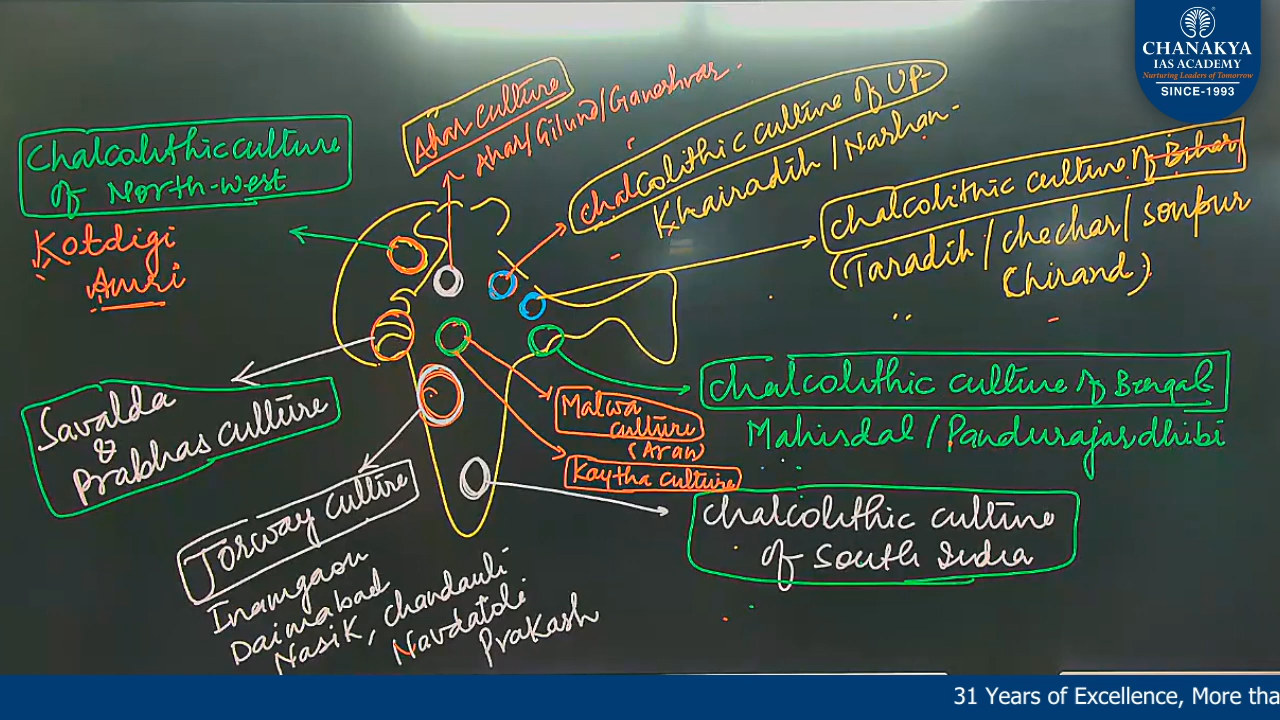 CHANAKYA
IAS ACADEMY
Nurturing Leaders of Tomorrow
SINCE-1993
Ahar culture
Ahar/Gilund/Ganeshvar
chalcolithic culture of UP
Khairadih / Narhan
Chalcolithic culture
of North-west
Kotdigi
Amri
chalcolithic culture of Bihar
(Taradih / chechar / sonpur
Chirand)
Savalda
&
Prabhas culture
Malwa
culture
(Aran)
Kaytha culture
Chalcolithic culture of Bengal
Mahisdal / Pandurajardhibi
Jorway culture
Inamgaon
Daimabad
Nasik, Chandauli
Navdatoli
Prakash
Chalcolithic culture
of South India
31 Years of Excellence, More tha